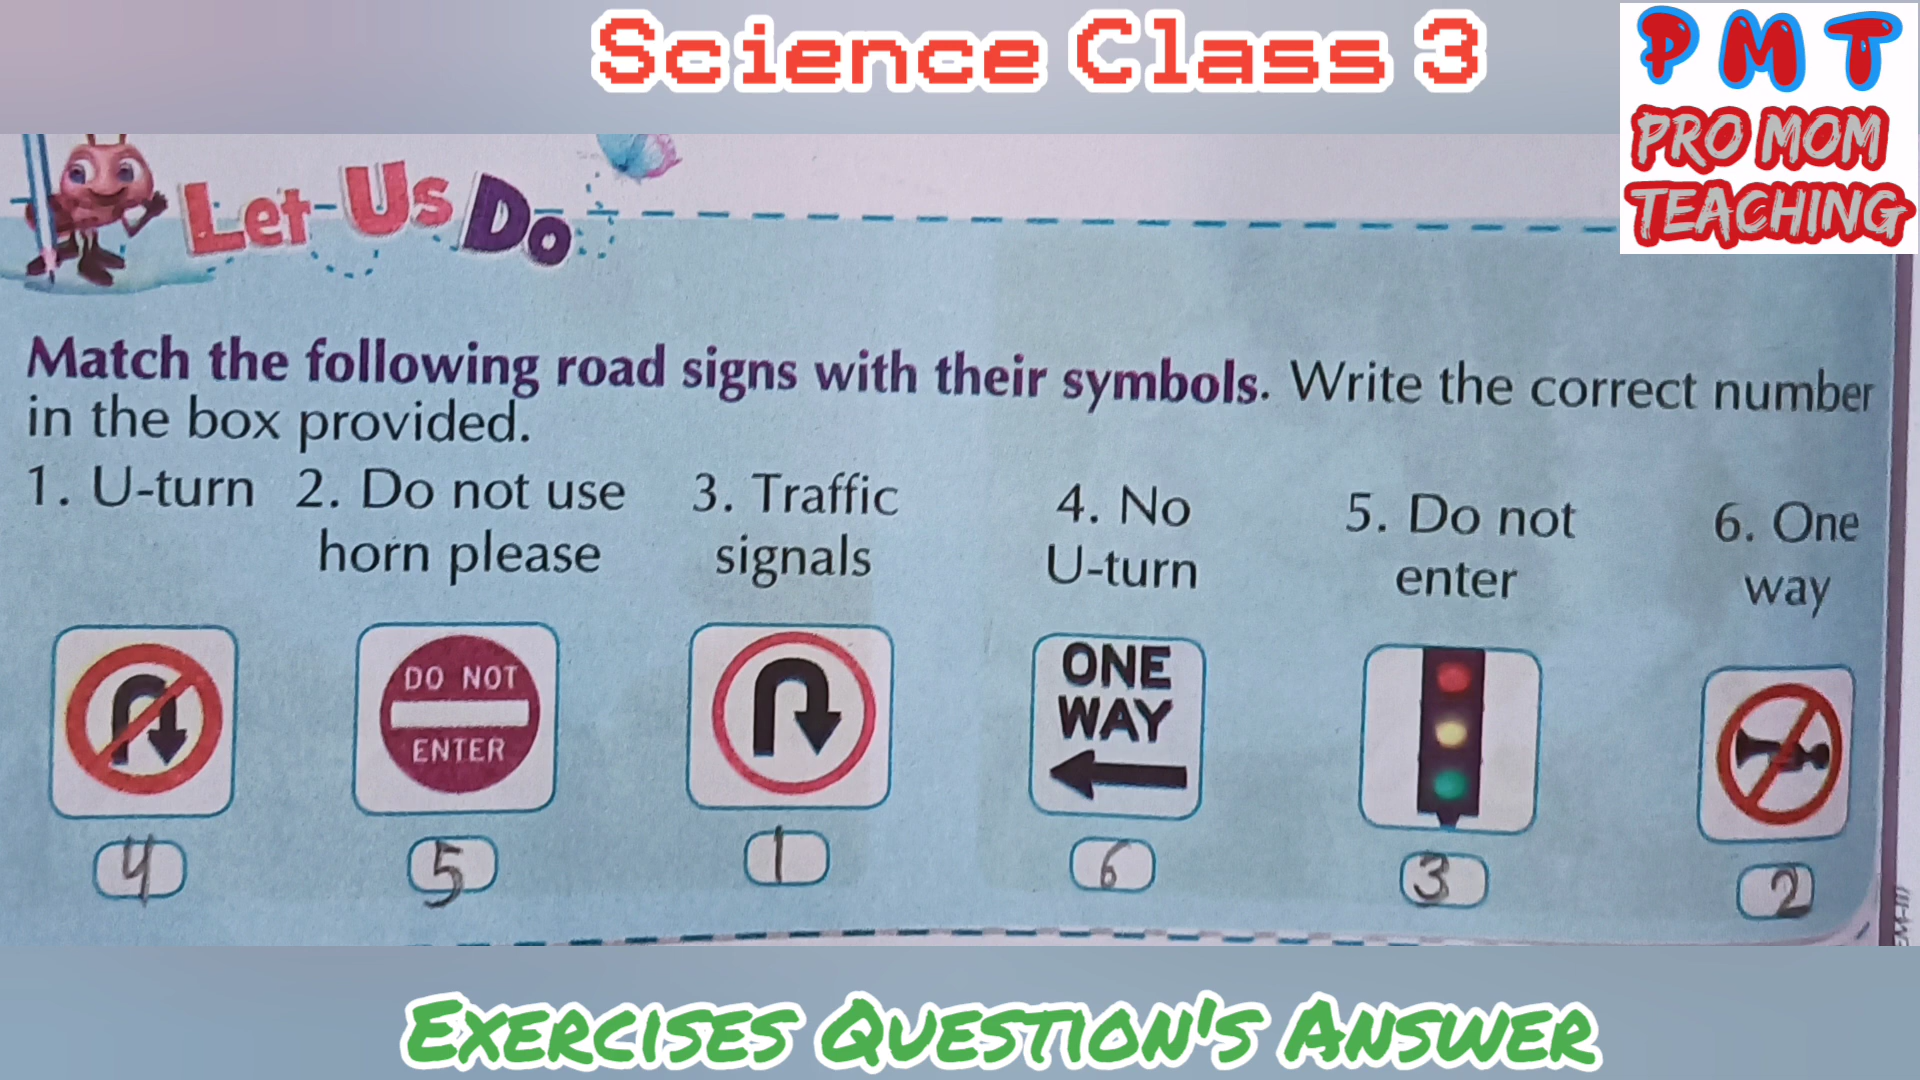 Science Class 3
P M T
PRO MOM
TEACHING
Let Us Do
Match the following road signs with their symbols. Write the correct number
in the box provided.
1. U-turn 2. Do not use horn please 3. Traffic signals 4. No U-turn 5. Do not enter 6. One way
DO NOT
ENTER
ONE
WAY
4 5 1 6 3 2
Exercises Question's Answer